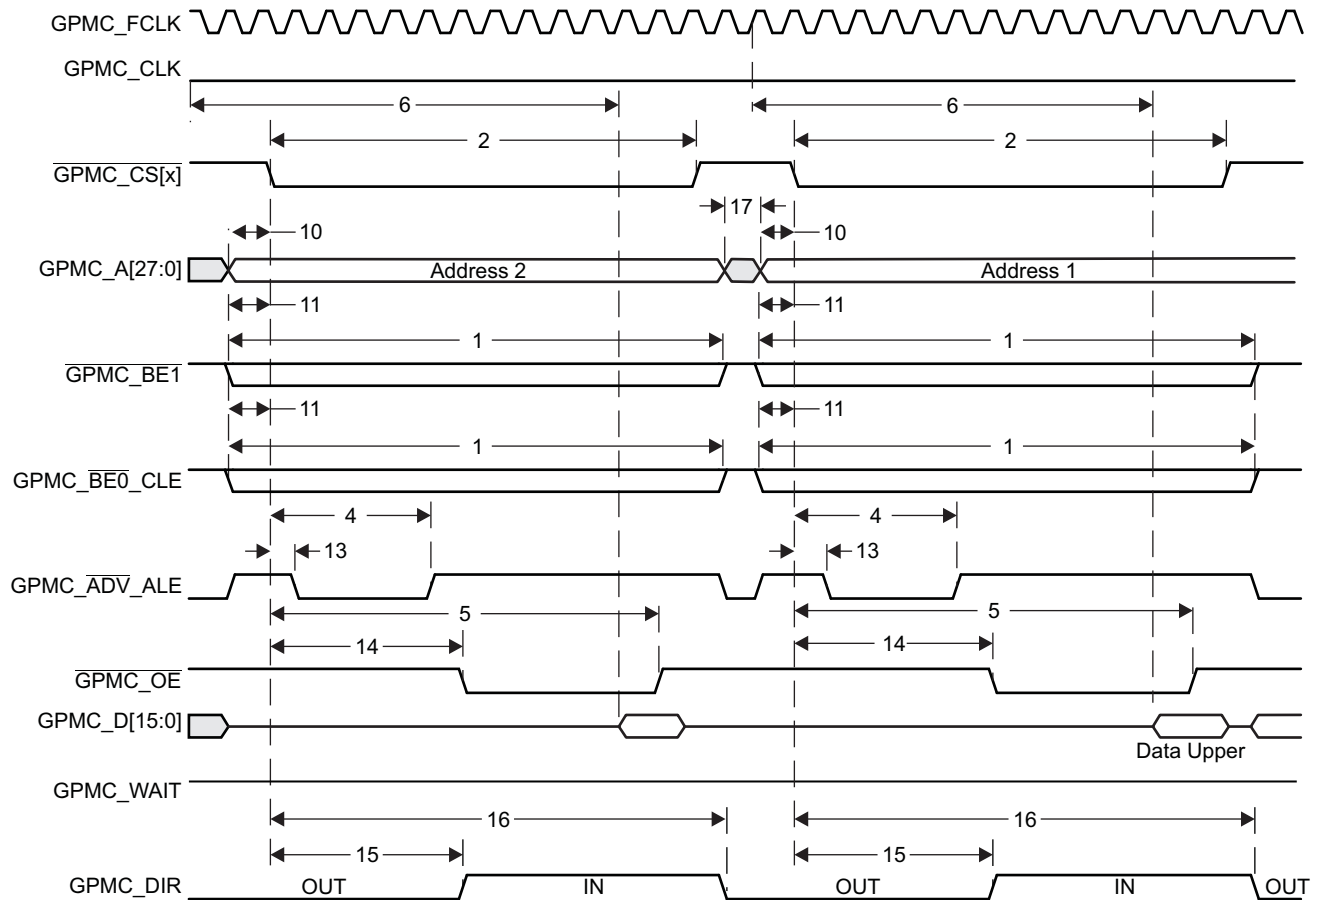 GPMC_FCLK
GPMC_CLK
6 6
2 2
GPMC_CS[x]
17
10 10
GPMC_A[27:0] Address 2 Address 1
11 11
1 1
GPMC_BE1
11 11
1 1
GPMC_BE0_CLE
4 4
13 13
GPMC_ADV_ALE
5 5
14 14
GPMC_OE
GPMC_D[15:0]
Data Upper
GPMC_WAIT
16 16
15 15
GPMC_DIR OUT IN OUT IN OUT